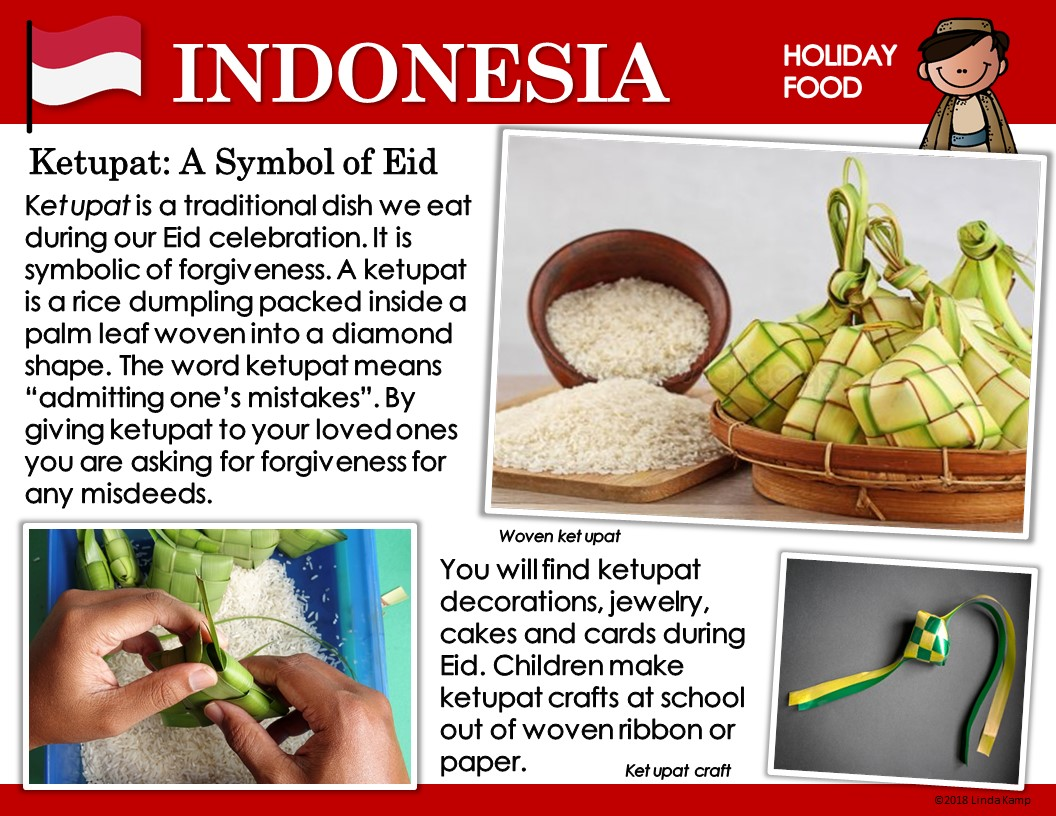 INDONESIA
HOLIDAY
FOOD
Ketupat: A Symbol of Eid
Ketupat is a traditional dish we eat
during our Eid celebration. It is
symbolic of forgiveness. A ketupat
is a rice dumpling packed inside a
palm leaf woven into a diamond
shape. The word ketupat means
“admitting one’s mistakes”. By
giving ketupat to your loved ones
you are asking for forgiveness for
any misdeeds.
Woven ketupat
You will find ketupat
decorations, jewelry,
cakes and cards during
Eid. Children make
ketupat crafts at school
out of woven ribbon or
paper.
Ketupat craft
©2018 Linda Kamp